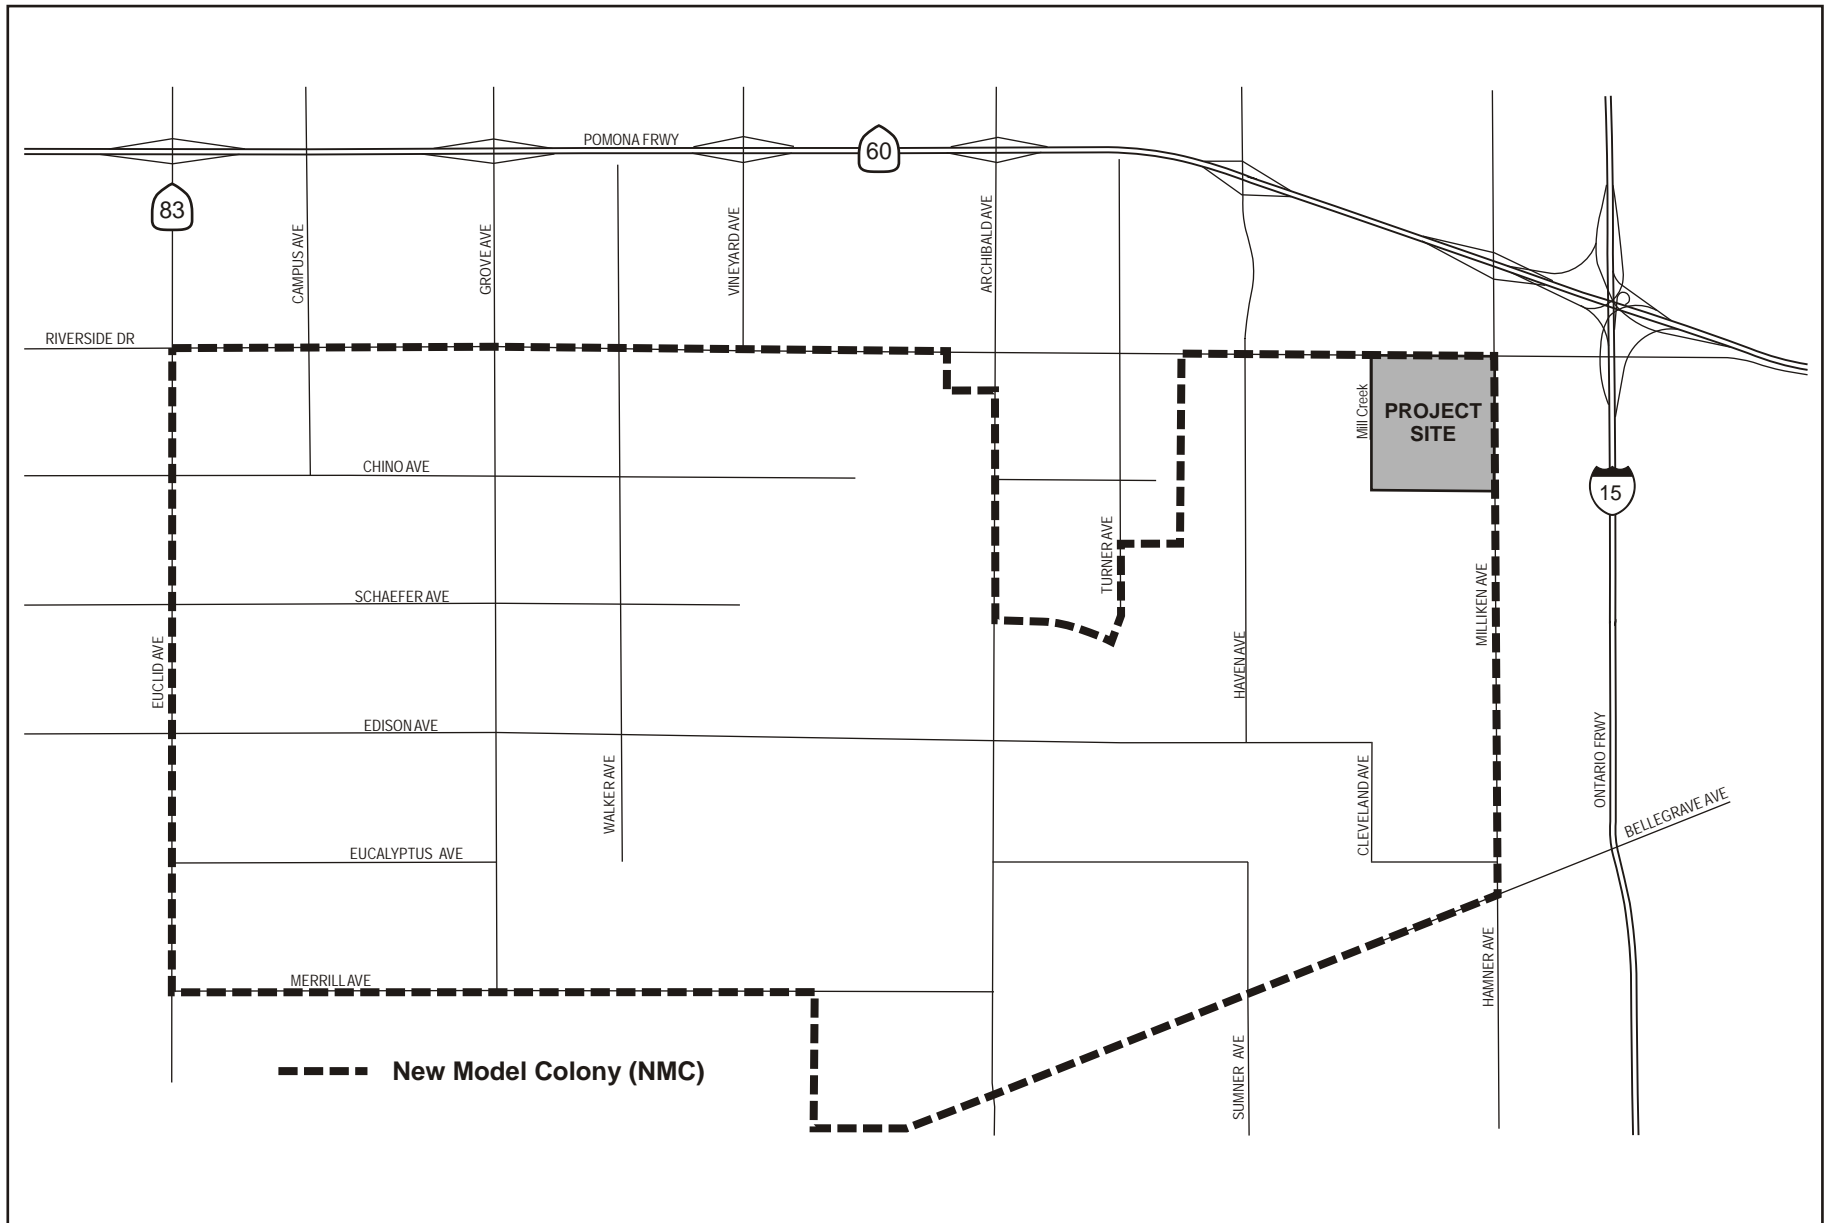 POMONA FRWY
60
83
CAMPUS AVE
GROVE AVE
VINEYARD AVE
ARCHIBALD AVE
RIVERSIDE DR
Mill Creek
PROJECT
SITE
CHINO AVE
15
TURNER AVE
MILLIKEN AVE
SCHAEFER AVE
EUCLID AVE
HAVEN AVE
EDISON AVE
WALKER AVE
CLEVELAND AVE
ONTARIO FRWY
BELLEGRAVE AVE
EUCALYPTUS AVE
HAMNER AVE
MERRILL AVE
SUMNER AVE
New Model Colony (NMC)